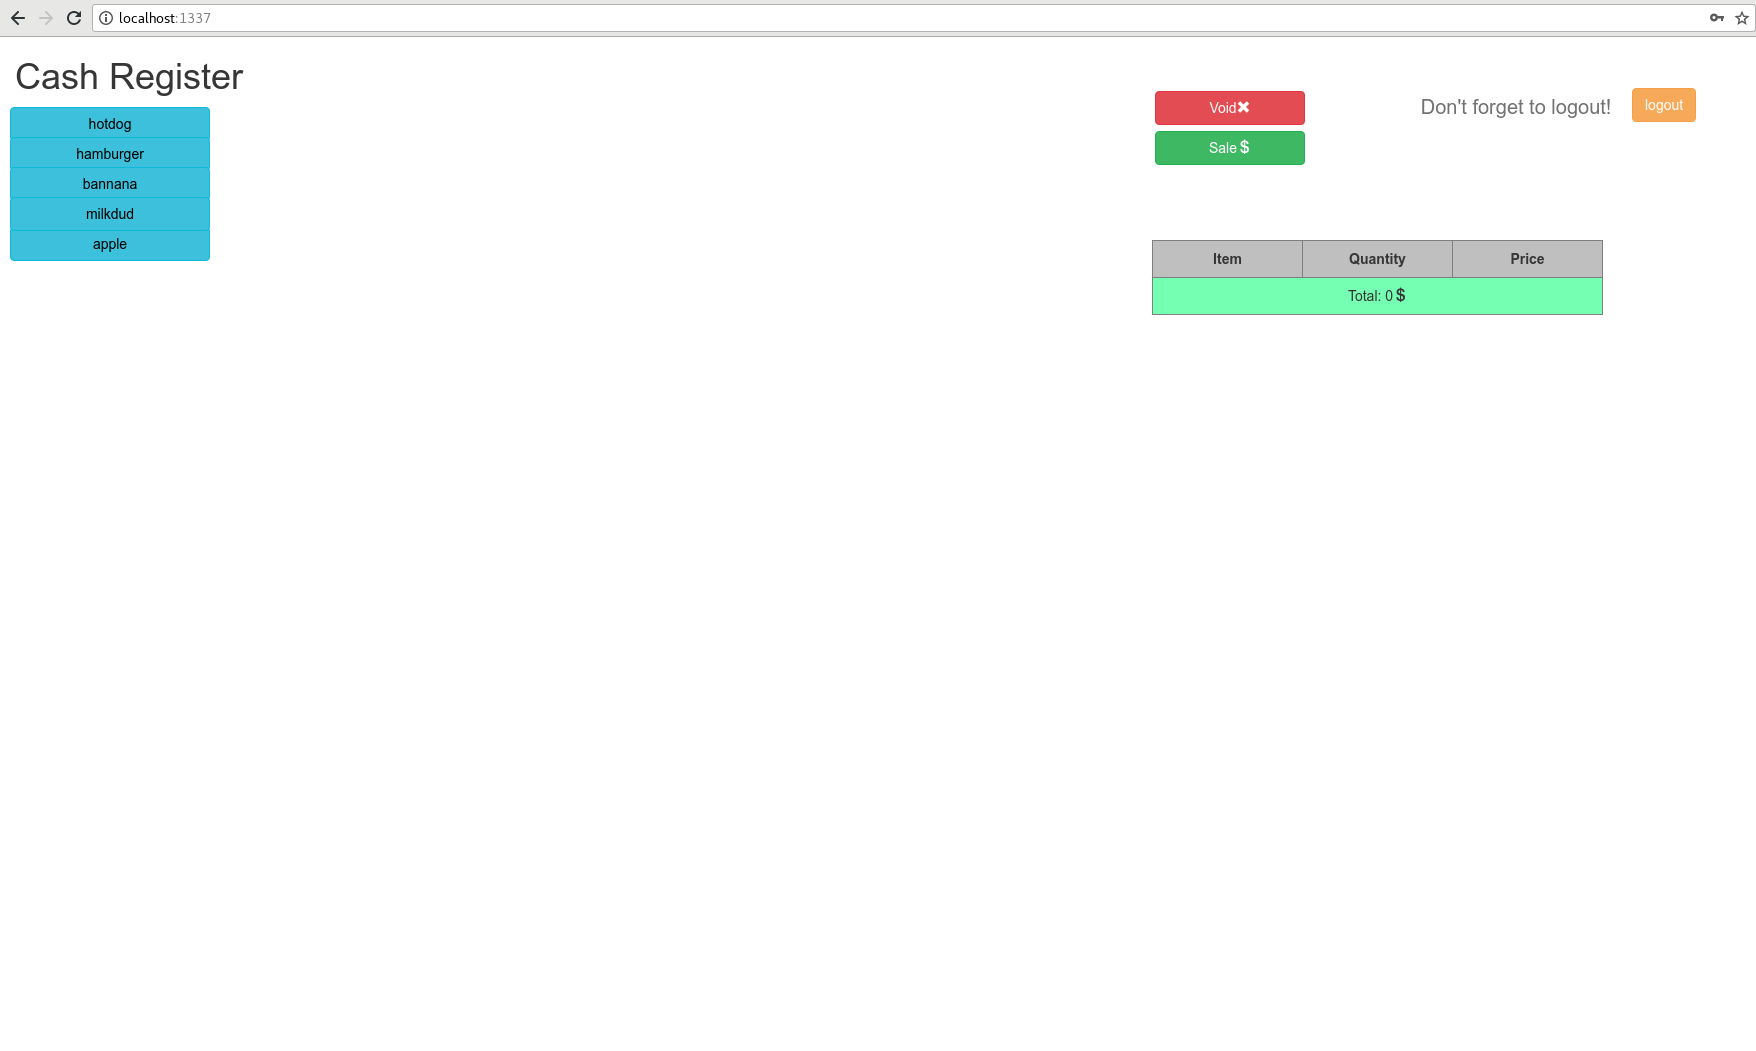 localhost:1337
Cash Register
hotdog
hamburger
bannana
milkdud
apple
Void
Sale $
Don't forget to logout!
logout
Item Quantity Price
Total: 0 $